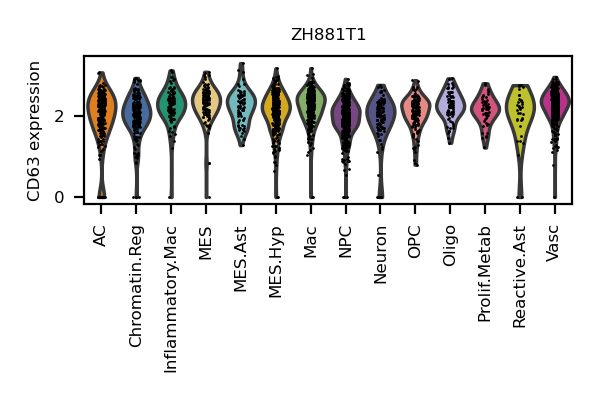 ZH881T1
CD63 expression
2
0
AC
Chromatin.Reg
Inflammatory.Mac
MES
MES.Ast
MES.Hyp
Mac
NPC
Neuron
OPC
Oligo
Prolif.Metab
Reactive.Ast
Vasc